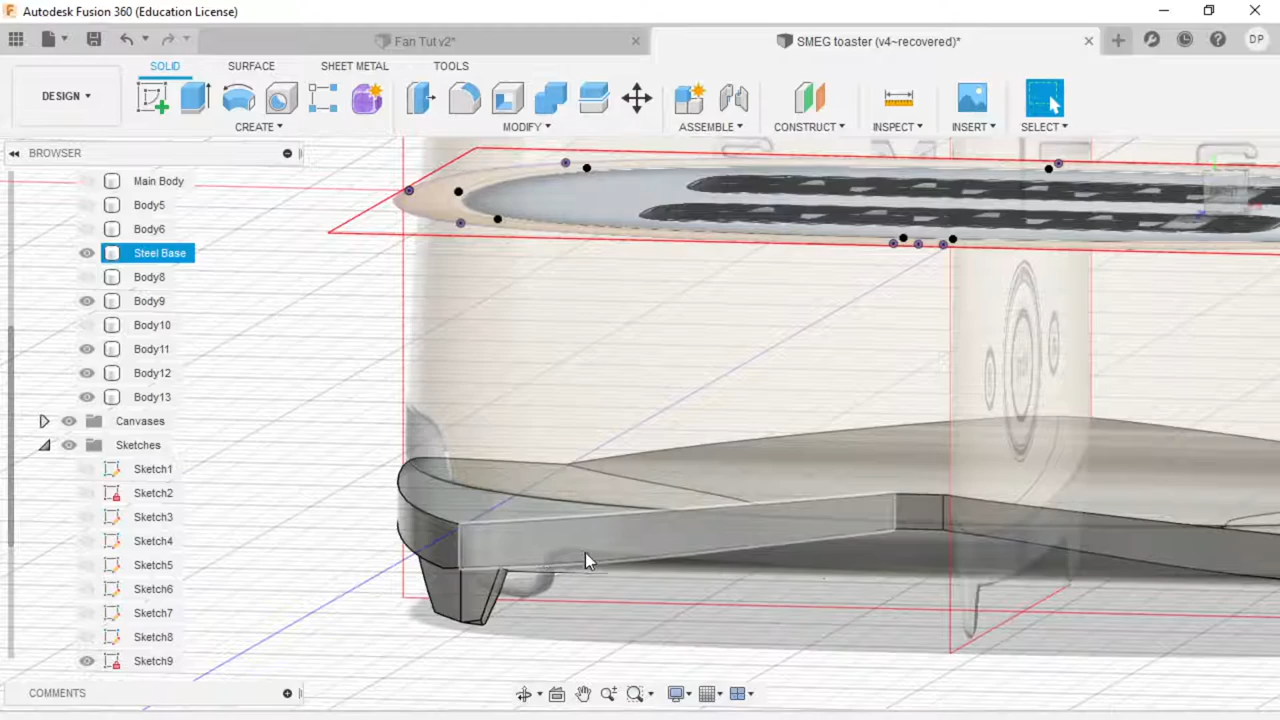 Autodesk Fusion 360 (Education License)
Fan Tut v2*
SMEG toaster (v4~recovered)*
DP
SOLID
SURFACE
SHEET METAL
TOOLS
DESIGN
CREATE
MODIFY
ASSEMBLE
CONSTRUCT
INSPECT
INSERT
SELECT
BROWSER
Main Body
Body5
Body6
Steel Base
Body8
Body9
Body10
Body11
Body12
Body13
Canvases
Sketches
Sketch1
Sketch2
Sketch3
Sketch4
Sketch5
Sketch6
Sketch7
Sketch8
Sketch9
COMMENTS